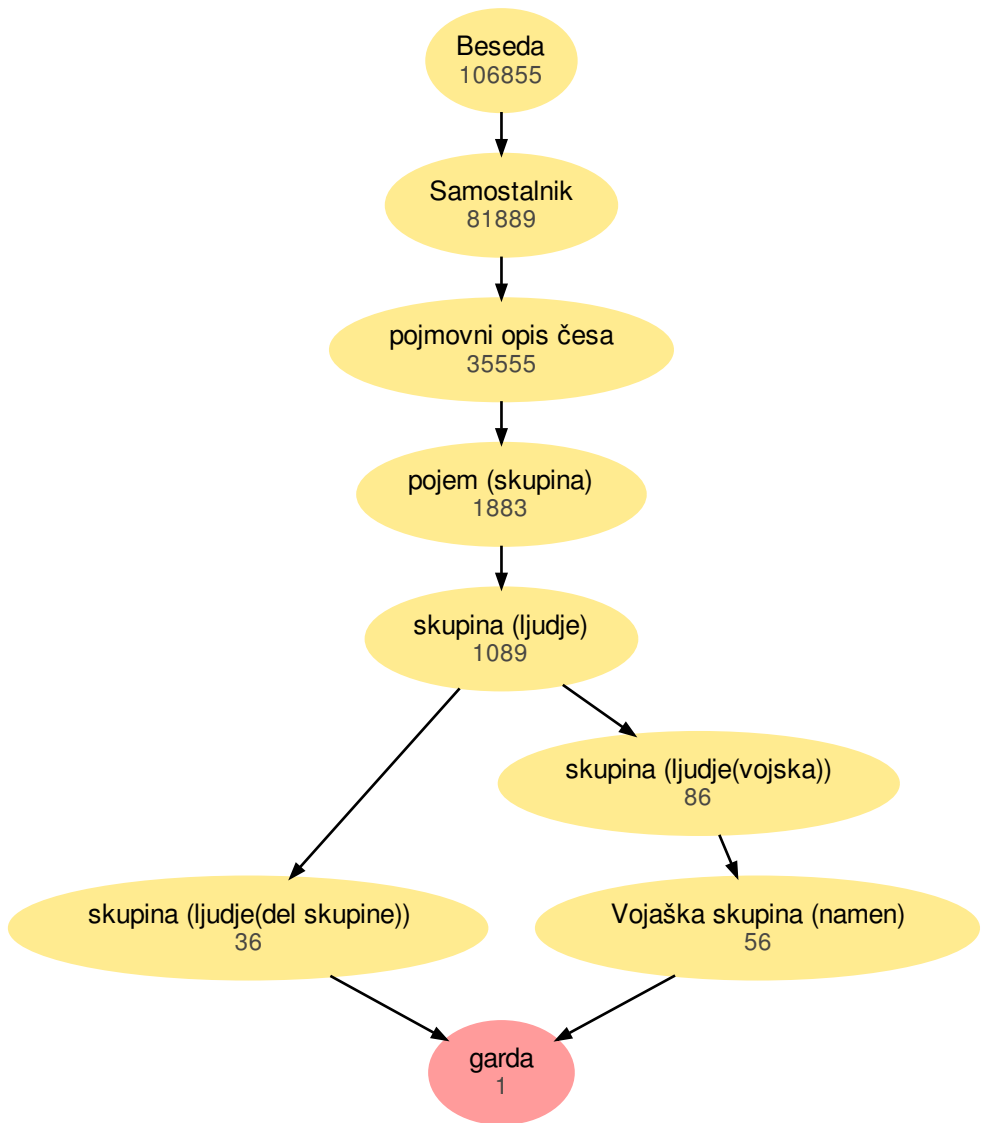 Beseda
106855
Samostalnik
81889
pojmovni opis česa
35555
pojem (skupina)
1883
skupina (ljudje)
1089
skupina (ljudje(vojska))
86
skupina (ljudje(del skupine))
36
Vojaška skupina (namen)
56
garda
1